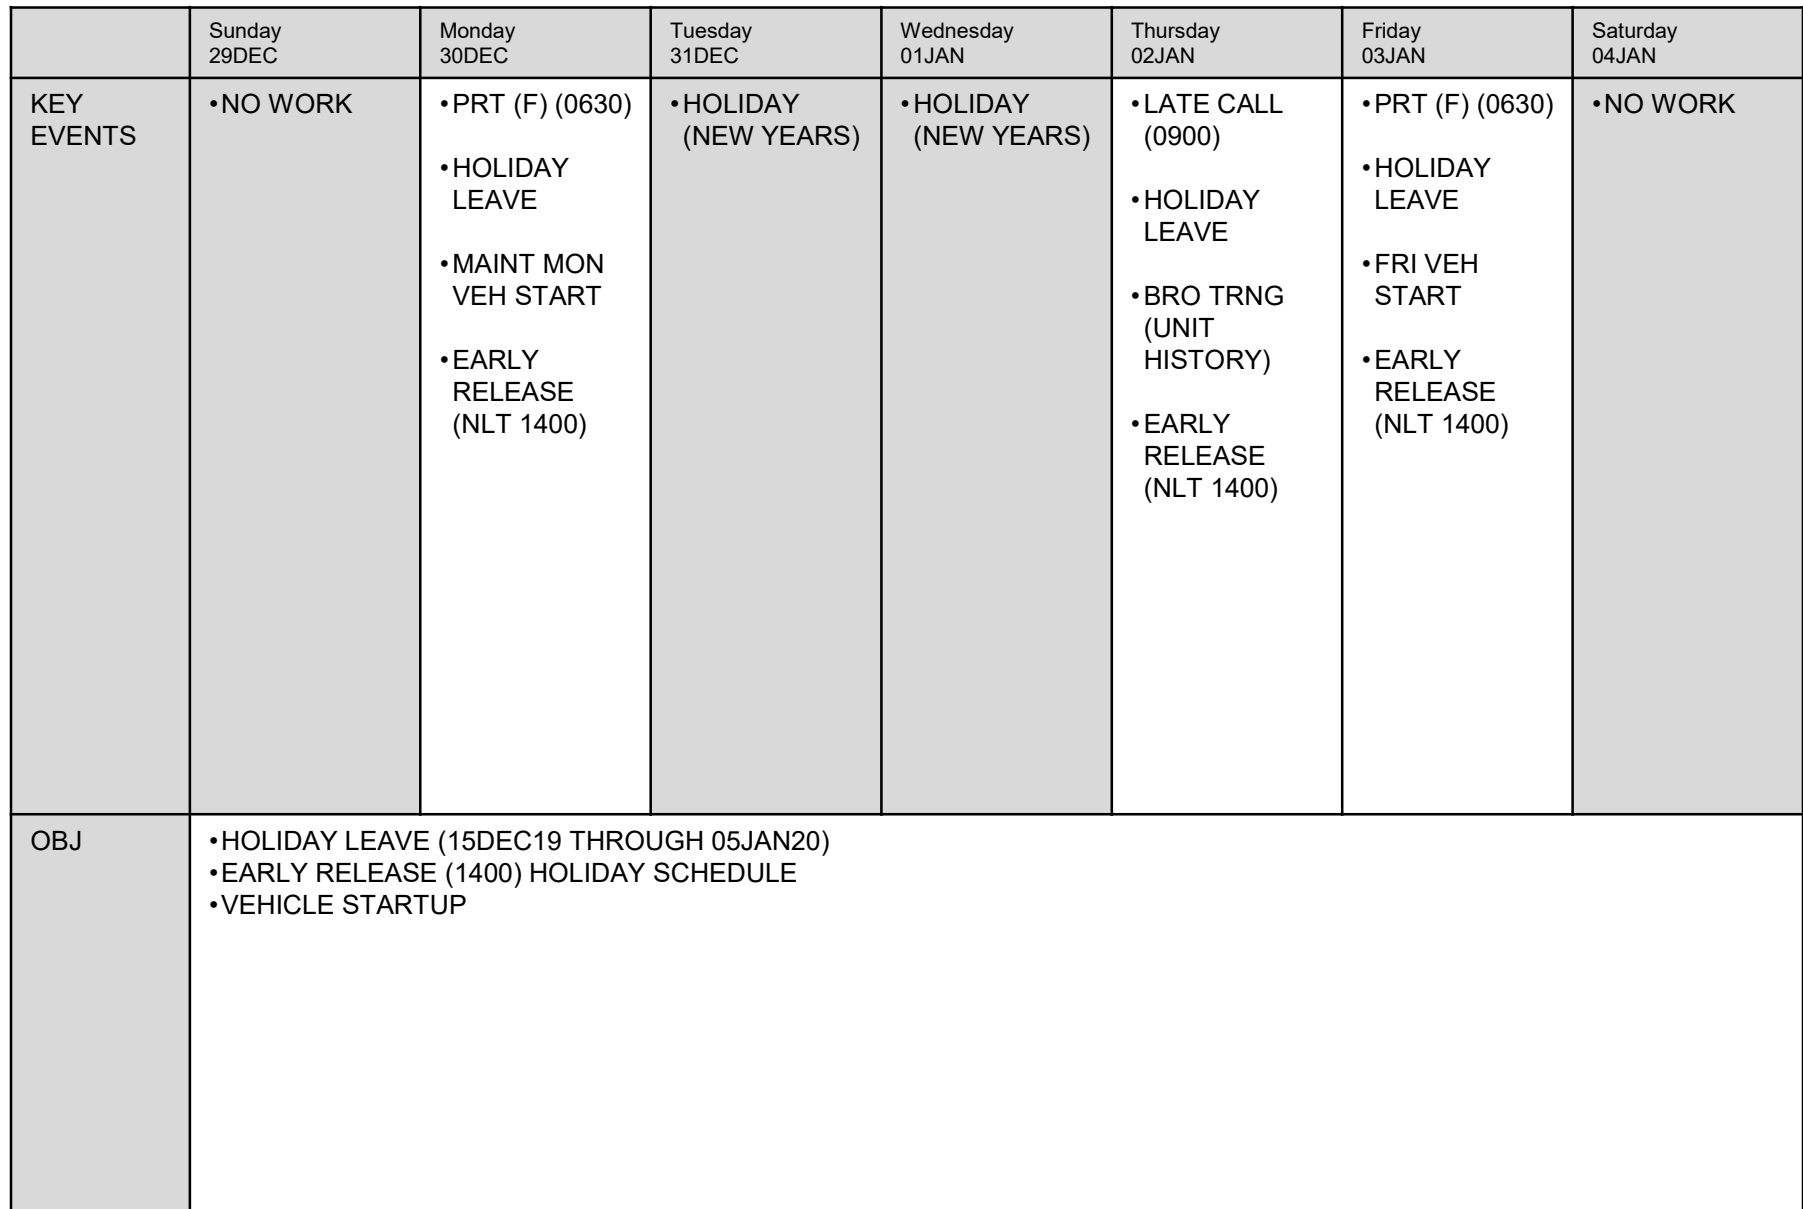 Sunday
29DEC
Monday
30DEC
Tuesday
31DEC
Wednesday
01JAN
Thursday
02JAN
Friday
03JAN
Saturday
04JAN
KEY
EVENTS
•NO WORK
•PRT (F) (0630)
•HOLIDAY
LEAVE
•MAINT MON
VEH START
•EARLY
RELEASE
(NLT 1400)
•HOLIDAY
(NEW YEARS)
•HOLIDAY
(NEW YEARS)
•LATE CALL
(0900)
•HOLIDAY
LEAVE
•BRO TRNG
(UNIT
HISTORY)
•EARLY
RELEASE
(NLT 1400)
•PRT (F) (0630)
•HOLIDAY
LEAVE
•FRI VEH
START
•EARLY
RELEASE
(NLT 1400)
•NO WORK
OBJ
•HOLIDAY LEAVE (15DEC19 THROUGH 05JAN20)
•EARLY RELEASE (1400) HOLIDAY SCHEDULE
•VEHICLE STARTUP